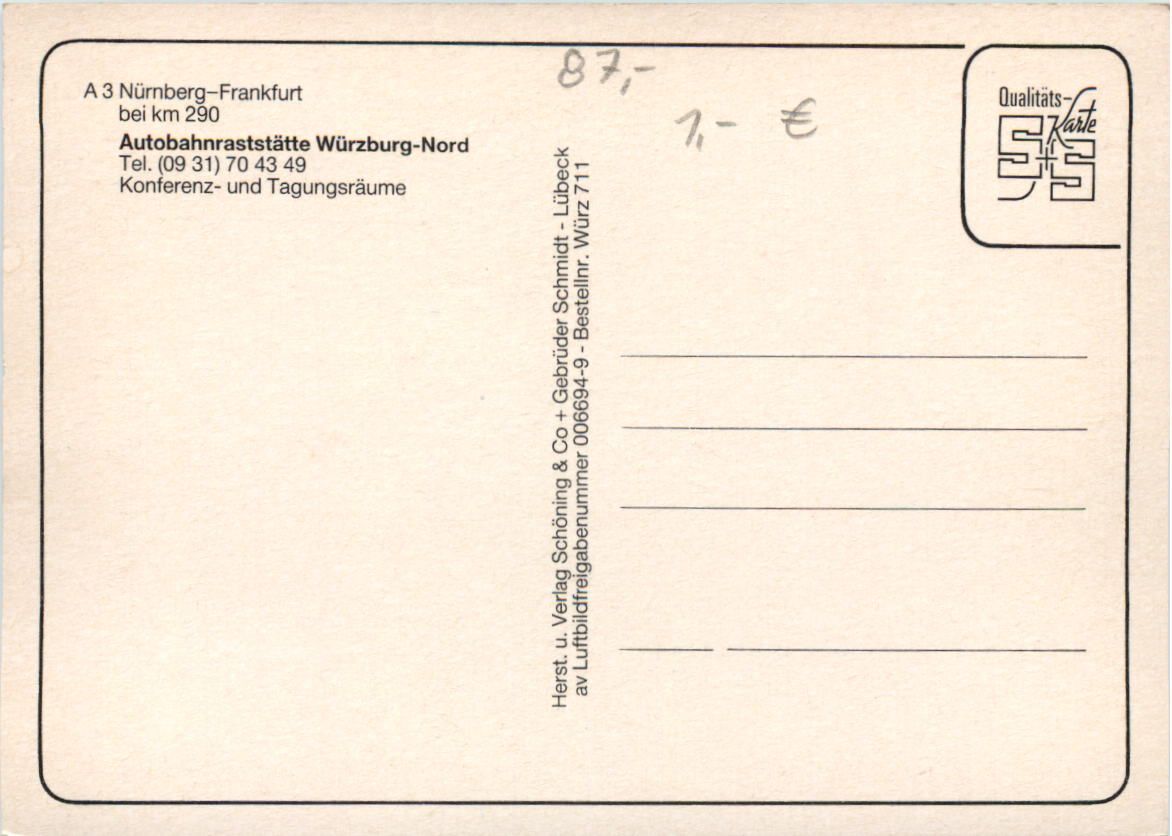 87,-
1,- €
A 3 Nürnberg–Frankfurt
bei km 290
Autobahnraststätte Würzburg-Nord
Tel. (09 31) 70 43 49
Konferenz- und Tagungsräume
Herst. u. Verlag Schöning & Co + Gebrüder Schmidt - Lübeck
av Luftbildfreigabenummer 006694-9 - Bestellnr. Würz 711
Qualitäts-
Karte
S+S